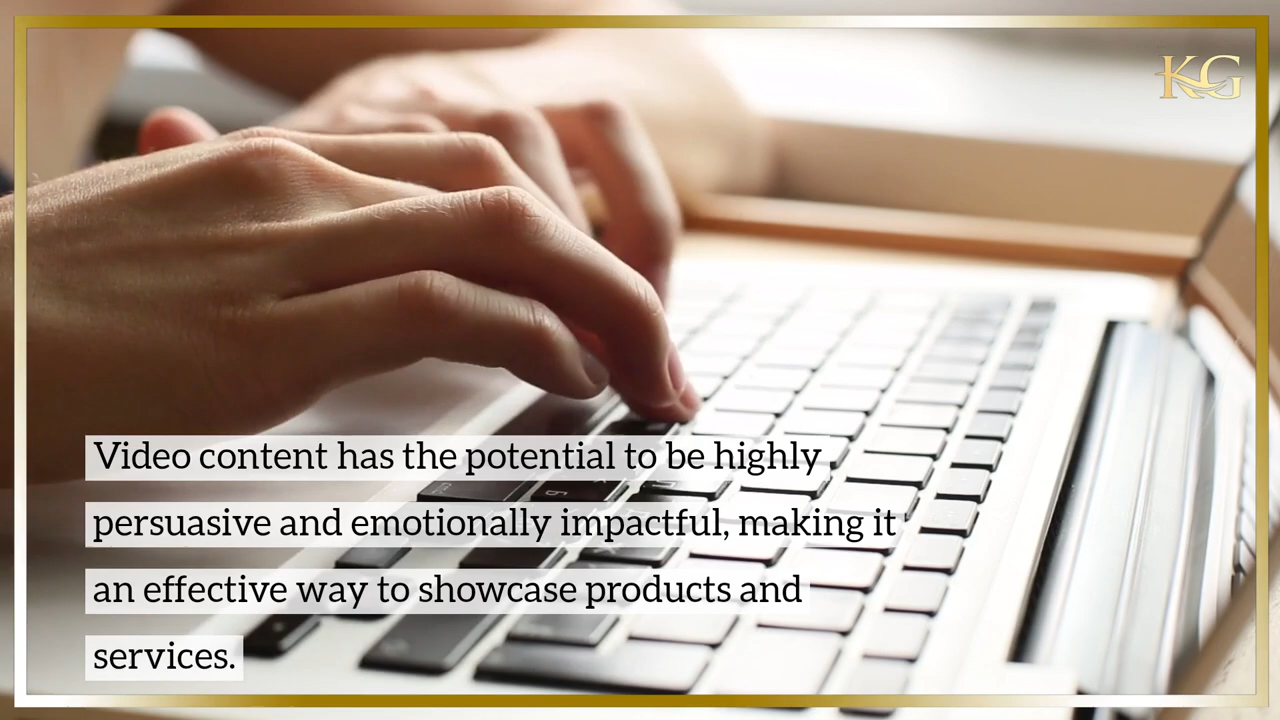 KG
Video content has the potential to be highly
persuasive and emotionally impactful, making it
an effective way to showcase products and
services.